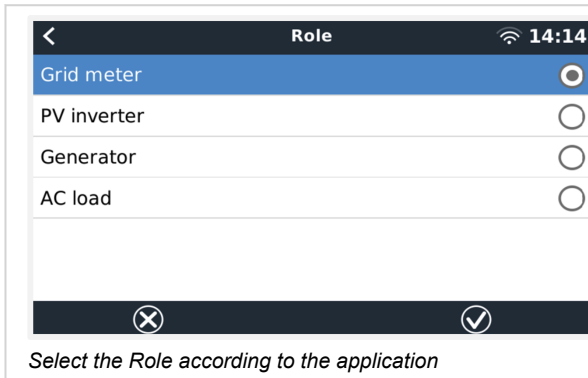 Role 14:14
Grid meter
PV inverter
Generator
AC load
Select the Role according to the application